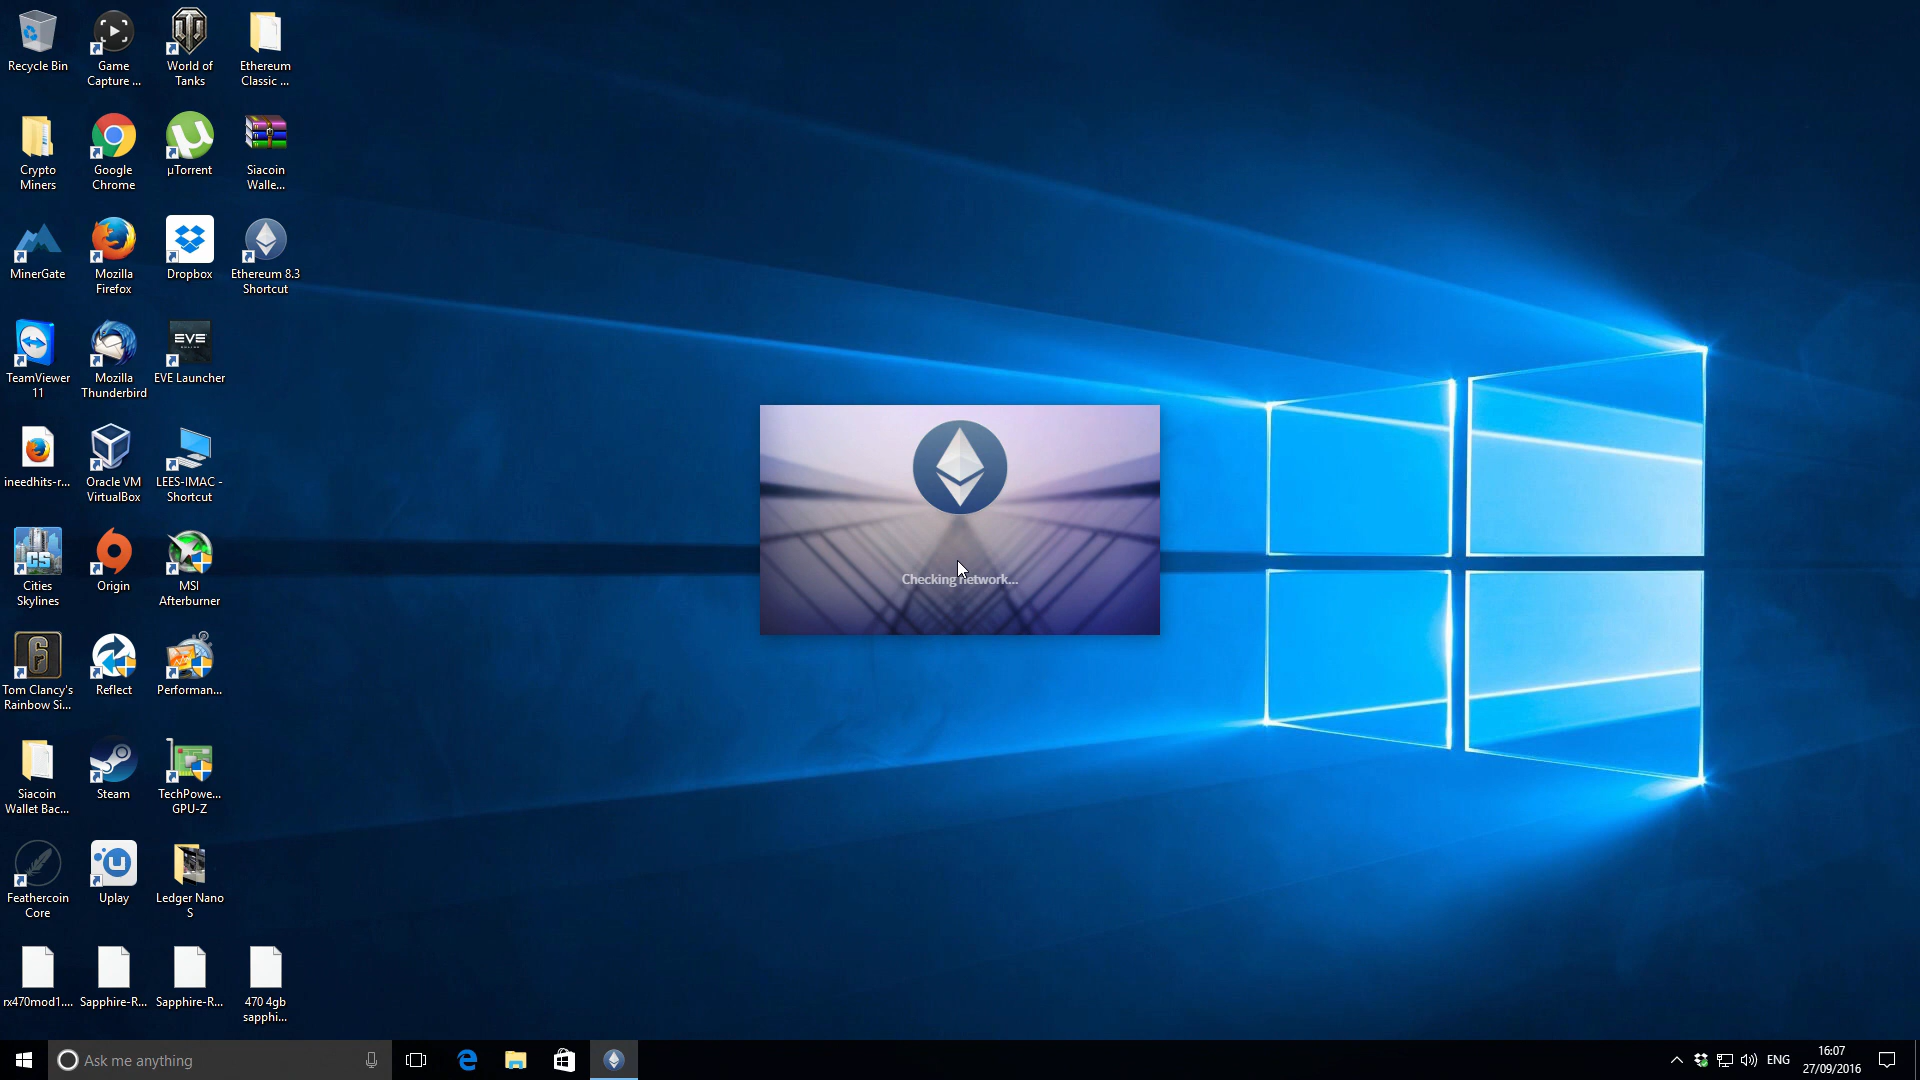 Recycle Bin
Game
Capture ...
World of
Tanks
Ethereum
Classic ...
Crypto
Miners
Google
Chrome
µTorrent
Siacoin
Walle...
MinerGate
Mozilla
Firefox
Dropbox
Ethereum 8.3
Shortcut
TeamViewer
11
Mozilla
Thunderbird
EVE
EVE Launcher
ineedhits-r...
Oracle VM
VirtualBox
LEES-IMAC -
Shortcut
CS
Cities
Skylines
Origin
MSI
Afterburner
6
Tom Clancy's
Rainbow Si...
Reflect
Performan...
Siacoin
Wallet Bac...
Steam
TechPowe...
GPU-Z
Feathercoin
Core
Uplay
Ledger Nano
S
rx470mod1....
Sapphire-R...
Sapphire-R...
470 4gb
sapphi...
Checking network...
Ask me anything
ENG
16:07
27/09/2016